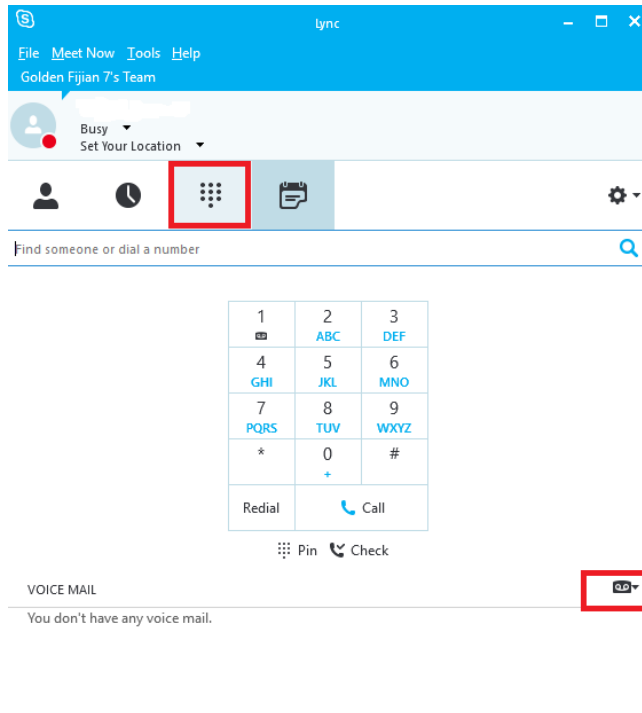 Lync
File Meet Now Tools Help
Golden Fijian 7's Team
Busy
Set Your Location
Find someone or dial a number
1 2 3
ABC DEF
4 5 6
GHI JKL MNO
7 8 9
PQRS TUV WXYZ
* 0 #
+
Redial Call
Pin Check
VOICE MAIL
You don't have any voice mail.